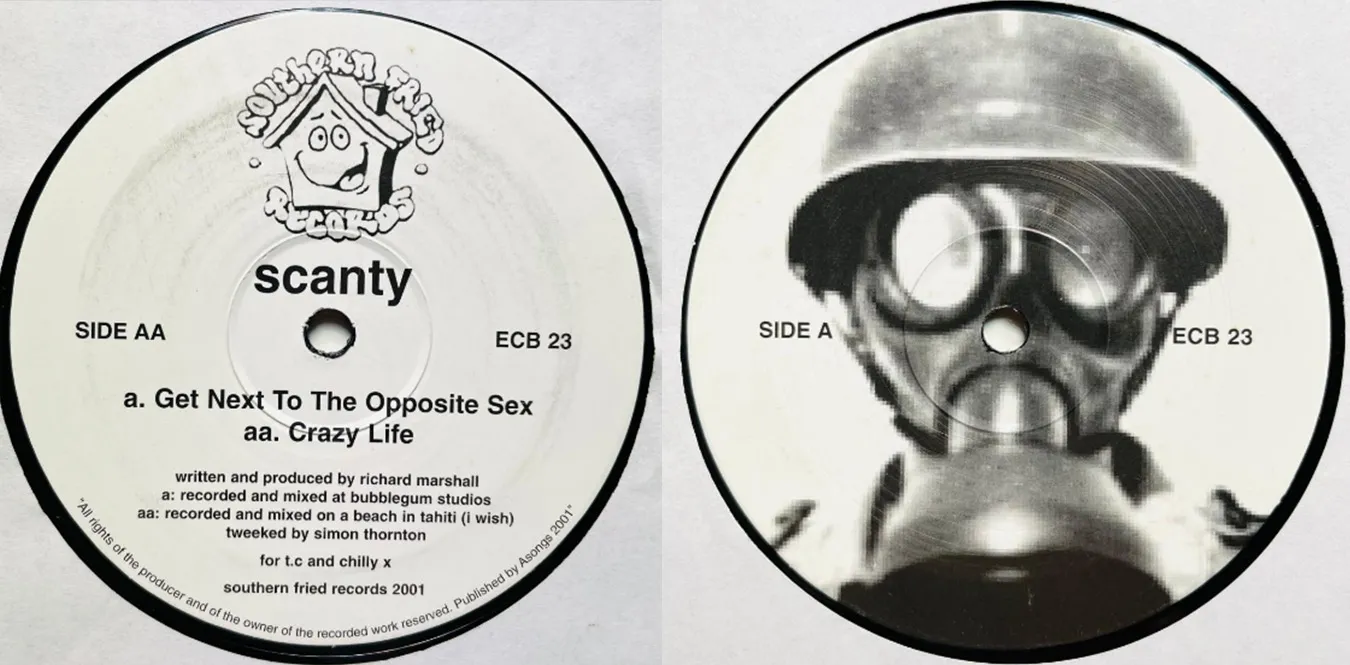 SOUTHERN FRIED
RECORDS
scanty
SIDE AA
ECB 23
a. Get Next To The Opposite Sex
aa. Crazy Life
written and produced by richard marshall
a: recorded and mixed at bubblegum studios
aa: recorded and mixed on a beach in tahiti (i wish)
tweeked by simon thornton
for t.c and chilly x
southern fried records 2001
"All rights of the producer and of the owner of the recorded work reserved. Published by Asongs 2001"
SIDE A
ECB 23